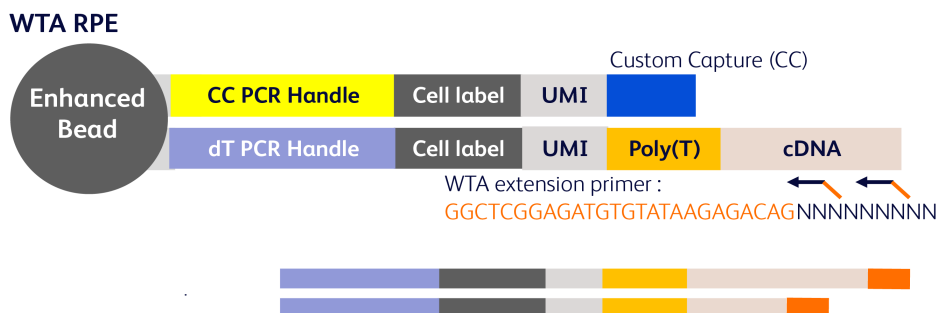 WTA RPE
Custom Capture (CC)
Enhanced
Bead
CC PCR Handle
Cell label
UMI
dT PCR Handle
Cell label
UMI
Poly(T)
cDNA
WTA extension primer :
GGCTCGGAGATGTGTATAAGAGACAGNNNNNNNNN